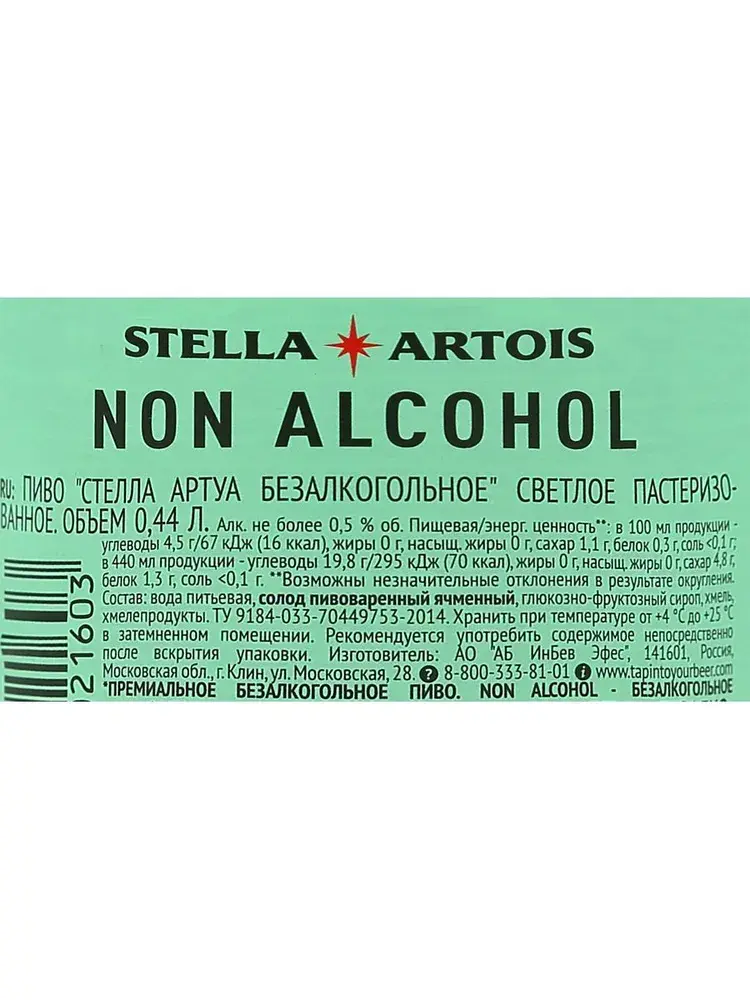 STELLA ARTOIS
NON ALCOHOL
RU: ПИВО "СТЕЛЛА АРТУА БЕЗАЛКОГОЛЬНОЕ" СВЕТЛОЕ ПАСТЕРИЗО-
ВАННОЕ. ОБЪЕМ 0,44 Л. Алк. не более 0,5 % об. Пищевая/энерг. ценность**: в 100 мл продукции -
углеводы 4,5 г/67 кДж (16 ккал), жиры 0 г, насыщ. жиры 0 г, сахар 1,1 г, белок 0,3 г, соль <0,1 г;
в 440 мл продукции - углеводы 19,8 г/295 кДж (70 ккал), жиры 0 г, насыщ. жиры 0 г, сахар 4,8 г,
белок 1,3 г, соль <0,1 г. **Возможны незначительные отклонения в результате округления.
Состав: вода питьевая, солод пивоваренный ячменный, глюкозно-фруктозный сироп, хмель,
хмелепродукты. ТУ 9184-033-70449753-2014. Хранить при температуре от +4 °C до +25 °C
в затемненном помещении. Рекомендуется употребить содержимое непосредственно
после вскрытия упаковки. Изготовитель: АО "АБ ИнБев Эфес", 141601, Россия,
Московская обл., г. Клин, ул. Московская, 28. 8-800-333-81-01 www.tapintoyourbeer.com
*ПРЕМИАЛЬНОЕ БЕЗАЛКОГОЛЬНОЕ ПИВО. NON ALCOHOL - БЕЗАЛКОГОЛЬНОЕ
021603